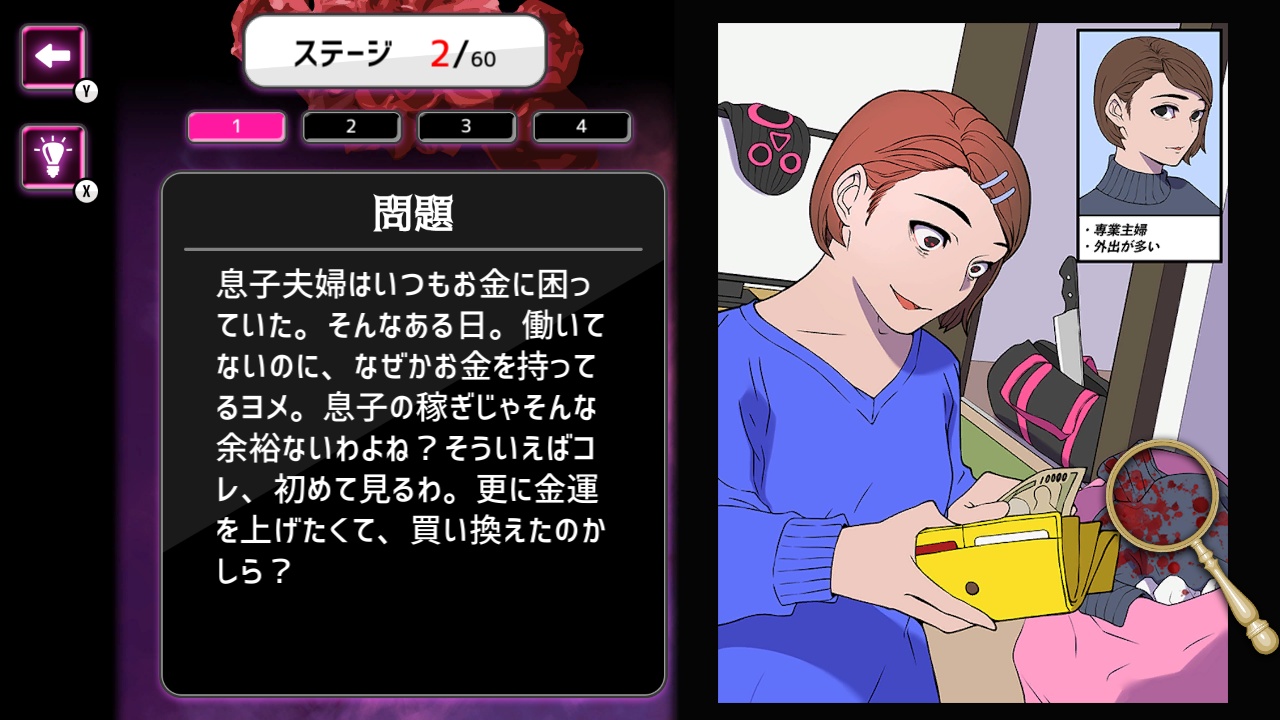 Y
X
ステージ 2/60
1
2
3
4
問題
息子夫婦はいつもお金に困っ
ていた。そんなある日。働いて
ないのに、なぜかお金を持って
るヨメ。息子の稼ぎじゃそんな
余裕ないわよね？そういえばコ
レ、初めて見るわ。更に金運
を上げたくて、買い換えたのか
しら？
・専業主婦
・外出が多い
10000